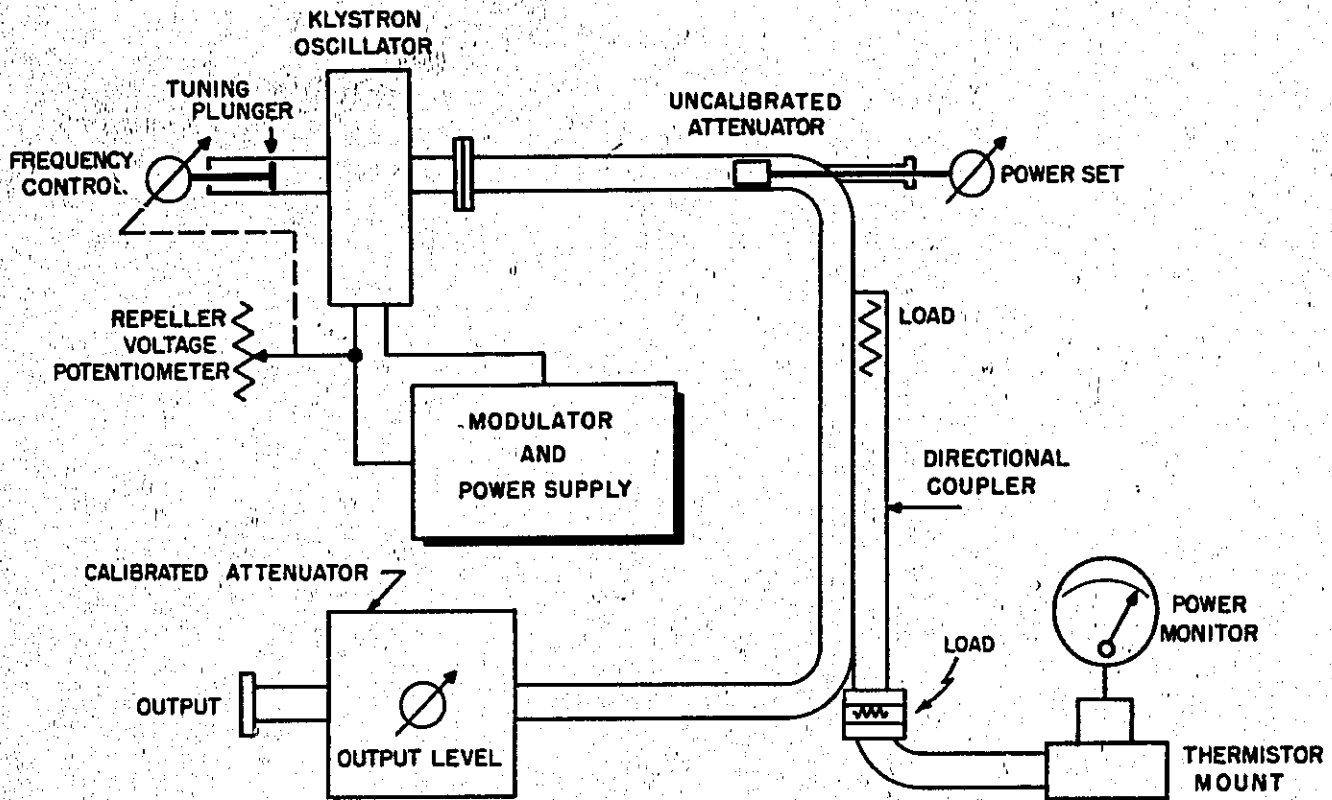 KLYSTRON
OSCILLATOR
TUNING
PLUNGER
UNCALIBRATED
ATTENUATOR
FREQUENCY
CONTROL.
POWER SET
REPELLER
VOLTAGE
POTENTIOMETER
LOAD
MODULATOR
AND
POWER SUPPLY
DIRECTIONAL
COUPLER
CALIBRATED ATTENUATOR
POWER
MONITOR
LOAD
OUTPUT
OUTPUT LEVEL
THERMISTOR
MOUNT